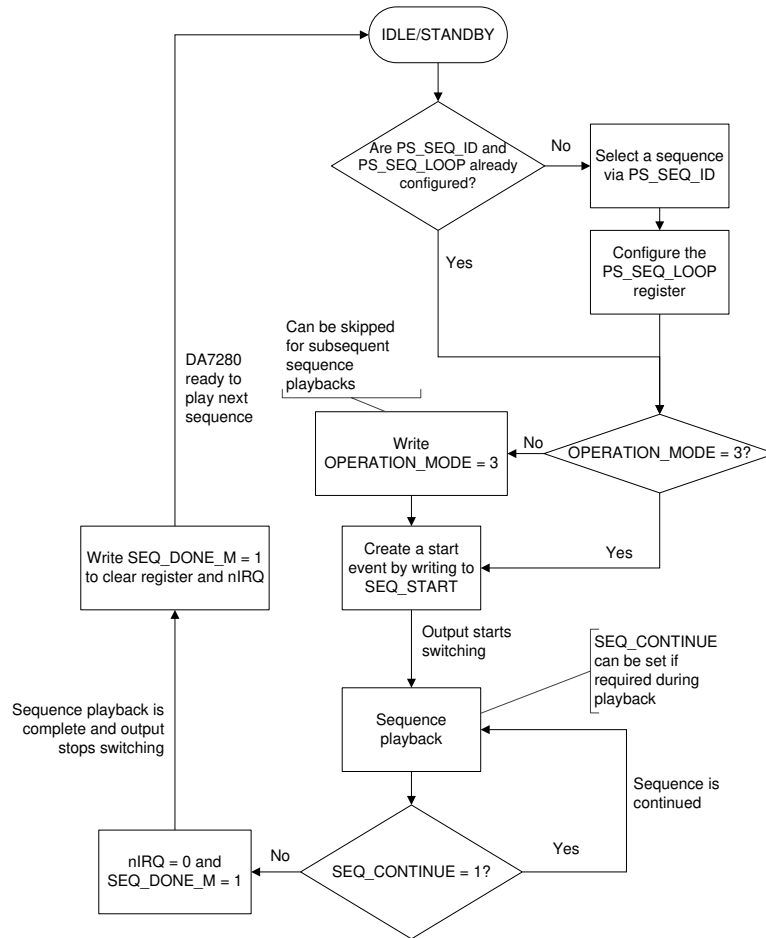 IDLE/STANDBY
Are PS_SEQ_ID and
PS_SEQ_LOOP already
configured?
No
Select a sequence
via PS_SEQ_ID
Configure the
PS_SEQ_LOOP
register
Yes
Can be skipped
for subsequent
sequence
playbacks
DA7280
ready to
play next
sequence
Write
OPERATION_MODE = 3
No
OPERATION_MODE = 3?
Yes
Create a start
event by writing to
SEQ_START
Write SEQ_DONE_M = 1
to clear register and nIRQ
Output starts
switching
SEQ_CONTINUE
can be set if
required during
playback
Sequence
playback
Sequence playback is
complete and output
stops switching
Sequence is
continued
nIRQ = 0 and
SEQ_DONE_M = 1
No
SEQ_CONTINUE = 1?
Yes